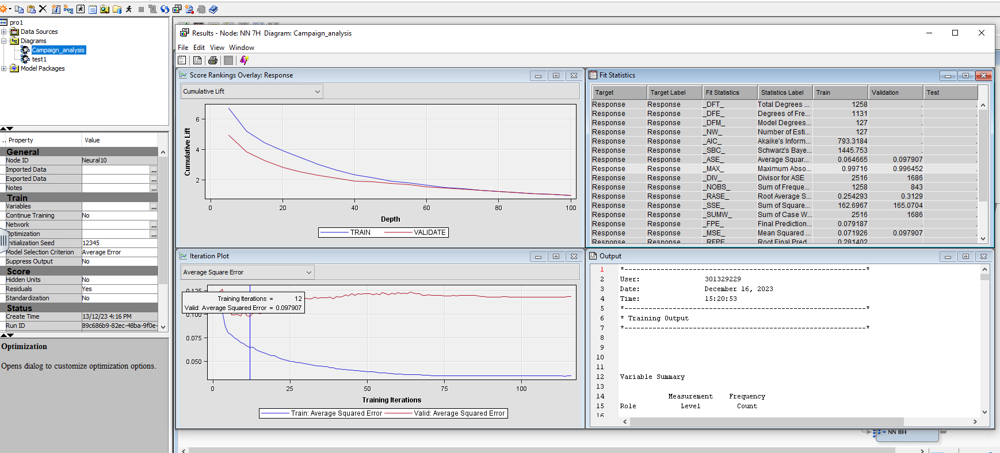 pro1
Data Sources
Diagrams
Campaign_analysis
test1
Model Packages
.. Property Value
General
Node ID Neural10
Imported Data ...
Exported Data ...
Notes ...
Train
Variables ...
Continue Training No
Network ...
Optimization ...
nitialization Seed 12345
Model Selection Criterion Average Error
Suppress Output No
Score
Hidden Units No
Residuals Yes
Standardization No
Status
Create Time 13/12/23 4:16 PM
Run ID 89c686b9-82ec-48ba-9f0e-
Optimization
Opens dialog to customize optimization options.
Results - Node: NN 7H Diagram: Campaign_analysis
File Edit View Window
Score Rankings Overlay: Response
Cumulative Lift
Cumulative Lift
6
4
2
0 20 40 60 80 100
Depth
TRAIN VALIDATE
Fit Statistics
Target Target Label Fit Statistics Statistics Label Train Validation Test
Response Response _DFT_ Total Degrees ... 1258 . .
Response Response _DFE_ Degrees of Fre... 1131 . .
Response Response _DFM_ Model Degrees... 127 . .
Response Response _NW_ Number of Esti... 127 . .
Response Response _AIC_ Akaike's Inform... 793.3184 . .
Response Response _SBC_ Schwarz's Baye... 1445.753 . .
Response Response _ASE_ Average Squar... 0.064665 0.097907 .
Response Response _MAX_ Maximum Abso... 0.99716 0.996452 .
Response Response _DIV_ Divisor for ASE 2516 1686 .
Response Response _NOBS_ Sum of Freque... 1258 843 .
Response Response _RASE_ Root Average S... 0.254293 0.3129 .
Response Response _SSE_ Sum of Square... 162.6967 165.0704 .
Response Response _SUMW_ Sum of Case W... 2516 1686 .
Response Response _FPE_ Final Prediction... 0.079187 . .
Response Response _MSE_ Mean Squared ... 0.071926 0.097907 .
Response Response _RFPE_ Root Final Pred... 0.281402
Iteration Plot
Average Square Error
0.125
Training Iterations = 12
Valid: Average Squared Error = 0.097907
0.100
0.075
0.050
0 25 50 75 100
Training Iterations
Train: Average Squared Error Valid: Average Squared Error
Output
1 *------------------------------------------------------------*
2 User: 301329229
3 Date: December 16, 2023
4 Time: 15:20:53
5 *------------------------------------------------------------*
6 * Training Output
7 *------------------------------------------------------------*
8
9
10
11
12 Variable Summary
13
14 Measurement Frequency
15 Role Level Count
16
NN 8H